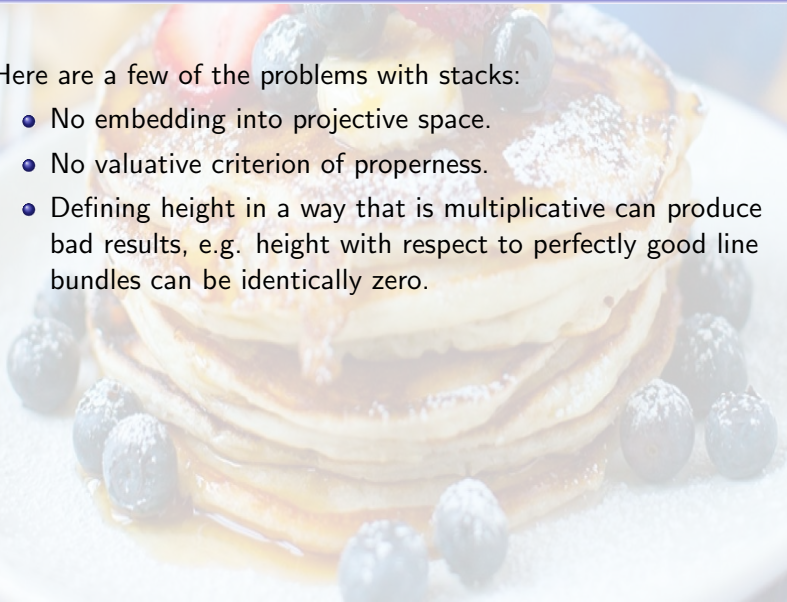 Here are a few of the problems with stacks:
No embedding into projective space.
No valuative criterion of properness.
Defining height in a way that is multiplicative can produce
bad results, e.g. height with respect to perfectly good line
bundles can be identically zero.